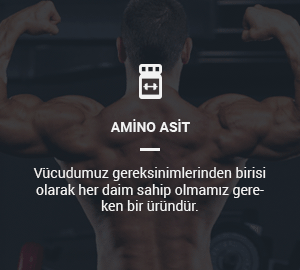 AMİNO ASİT
Vücudumuz gereksinimlerinden birisi
olarak her daim sahip olmamız gere-
ken bir üründür.